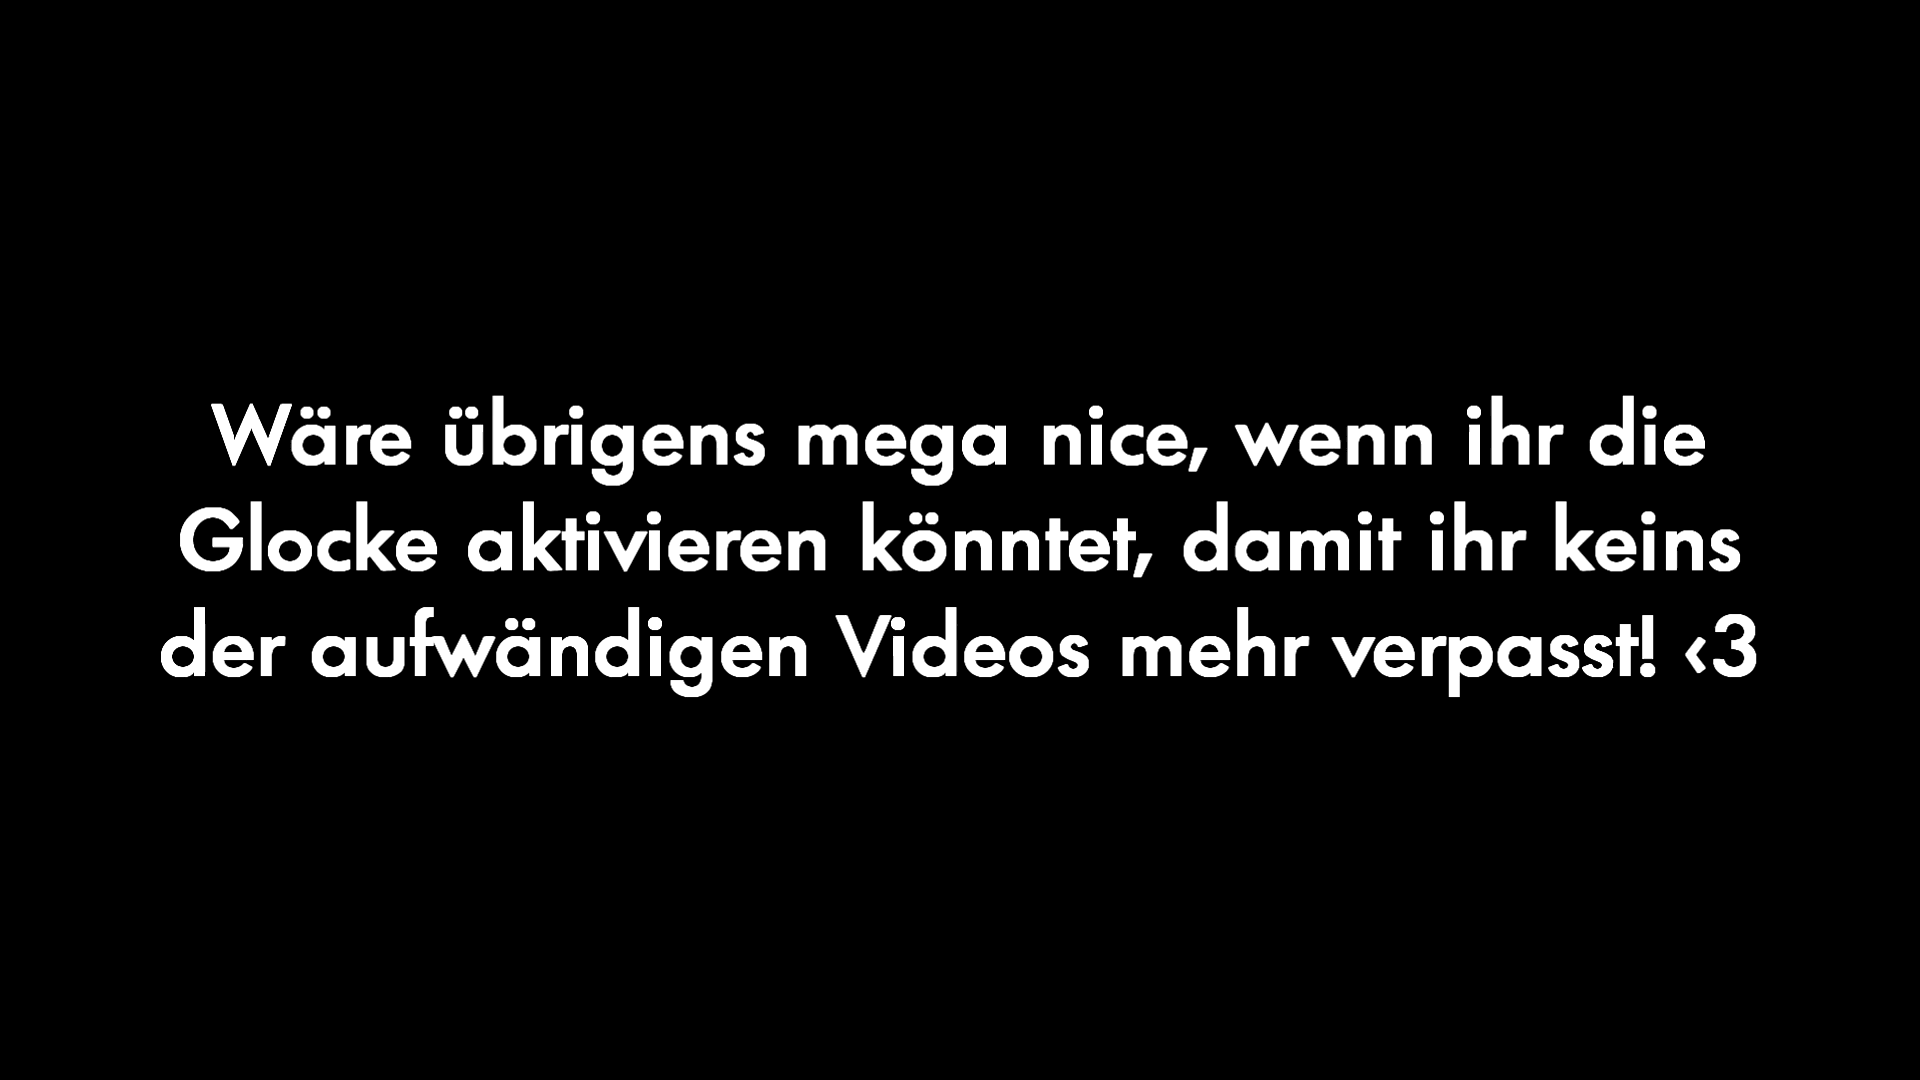 Wäre übrigens mega nice, wenn ihr die
Glocke aktivieren könntet, damit ihr keins
der aufwändigen Videos mehr verpasst! ‹3